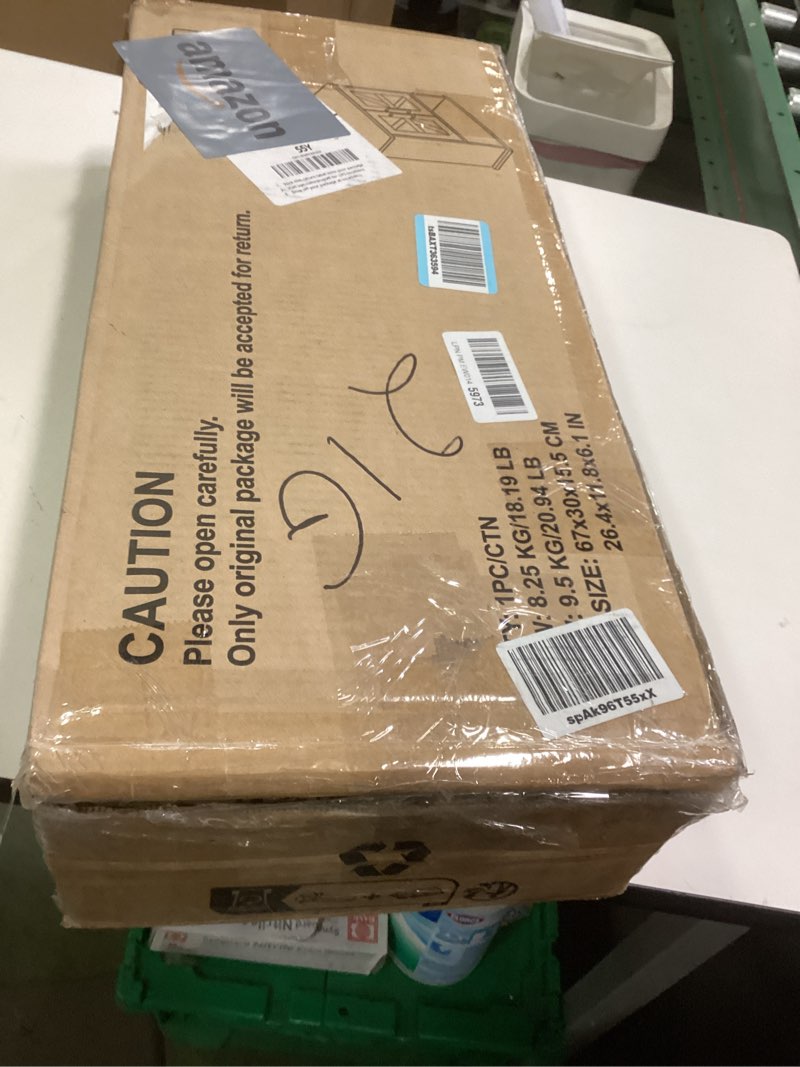 amazon
55Y
tsBAXT363594
5973
CAUTION
Please open carefully.
Only original package will be accepted for return.
D/C
1PC/CTN
8.25 KG/18.19 LB
9.5 KG/20.94 LB
SIZE: 67x30x15.5 CM
26.4x11.8x6.1 IN
spAk96T55xX